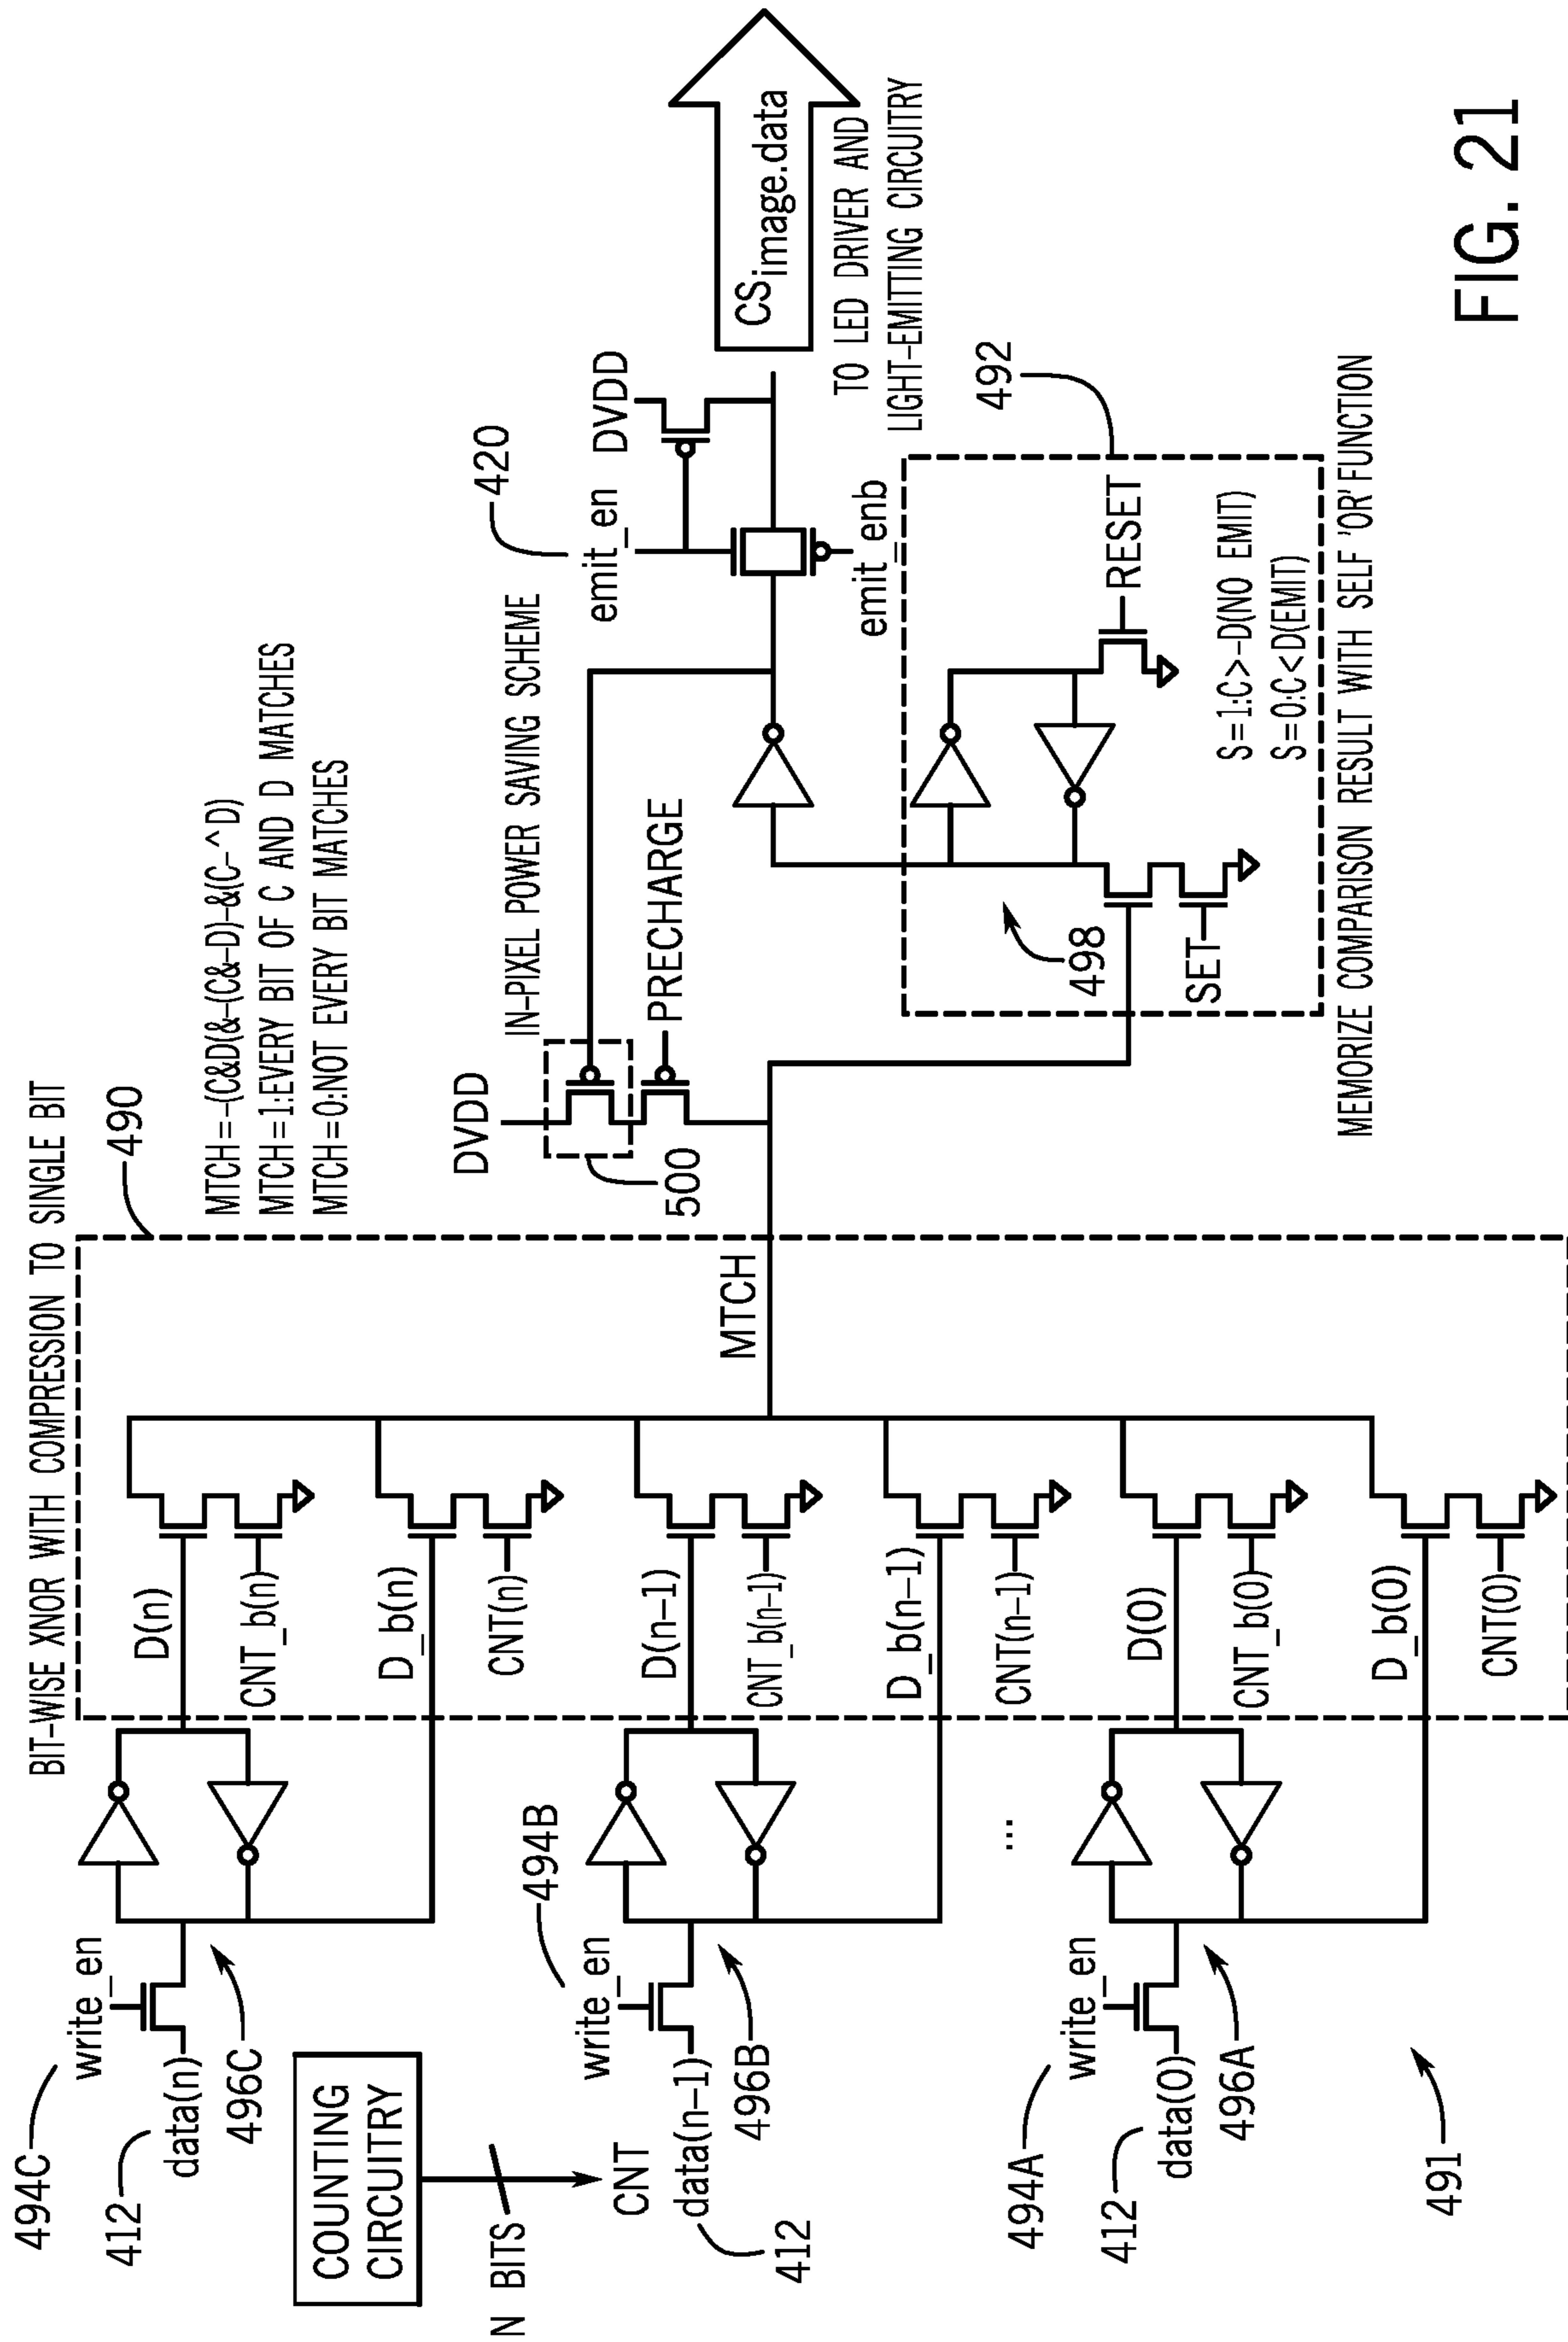 BIT-WISE XNOR WITH COMPRESSION TO SINGLE BIT
490
MTCH=-(C&D(&-(C&-D)-&(C-^D)
MTCH=1:EVERY BIT OF C AND D MATCHES
MTCH=0:NOT EVERY BIT MATCHES
494C
write_en
412
data(n)
496C
D(n)
CNT_b(n)
D_b(n)
CNT(n)
COUNTING
CIRCUITRY
N BITS
CNT
494B
write_en
data(n-1)
412
496B
D(n-1)
CNT_b(n-1)
D_b(n-1)
CNT(n-1)
...
494A
write_en
412
data(0)
496A
D(0)
CNT_b(0)
D_b(0)
CNT(0)
491
MTCH
DVDD
500
IN-PIXEL POWER SAVING SCHEME
PRECHARGE
420
emit_en
DVDD
emit_enb
CSimage.data
TO LED DRIVER AND
LIGHT-EMITTING CIRCUITRY
492
498
SET
RESET
S=1:C>-D(NO EMIT)
S=0:C<D(EMIT)
MEMORIZE COMPARISON RESULT WITH SELF 'OR' FUNCTION
FIG. 21